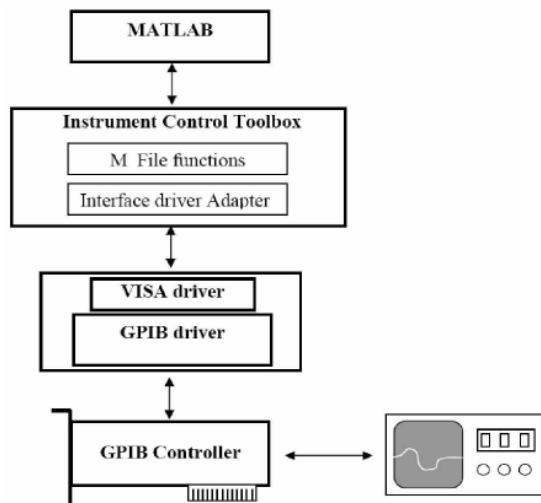 MATLAB
Instrument Control Toolbox
M File functions
Interface driver Adapter
VISA driver
GPIB driver
GPIB Controller